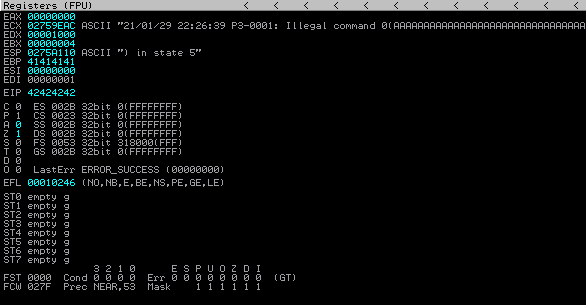 Registers (FPU) < < < < < < < < < <
EAX 00000000
ECX 02759EAC ASCII "21/01/29 22:26:39 P3-0001: Illegal command 0(AAAAAAAAAAAAAAAAAAAAAAAAAAAA
EDX 00001000
EBX 00000004
ESP 0275A110 ASCII ") in state 5"
EBP 41414141
ESI 00000000
EDI 00000001
EIP 42424242
C 0 ES 002B 32bit 0(FFFFFFFF)
P 1 CS 0023 32bit 0(FFFFFFFF)
A 0 SS 002B 32bit 0(FFFFFFFF)
Z 1 DS 002B 32bit 0(FFFFFFFF)
S 0 FS 0053 32bit 318000(FFF)
T 0 GS 002B 32bit 0(FFFFFFFF)
D 0
O 0 LastErr ERROR_SUCCESS (00000000)
EFL 00010246 (NO,NB,E,BE,NS,PE,GE,LE)
ST0 empty g
ST1 empty g
ST2 empty g
ST3 empty g
ST4 empty g
ST5 empty g
ST6 empty g
ST7 empty g
3 2 1 0 E S P U O Z D I
FST 0000 Cond 0 0 0 0 Err 0 0 0 0 0 0 0 0 (GT)
FCW 027F Prec NEAR,53 Mask 1 1 1 1 1 1